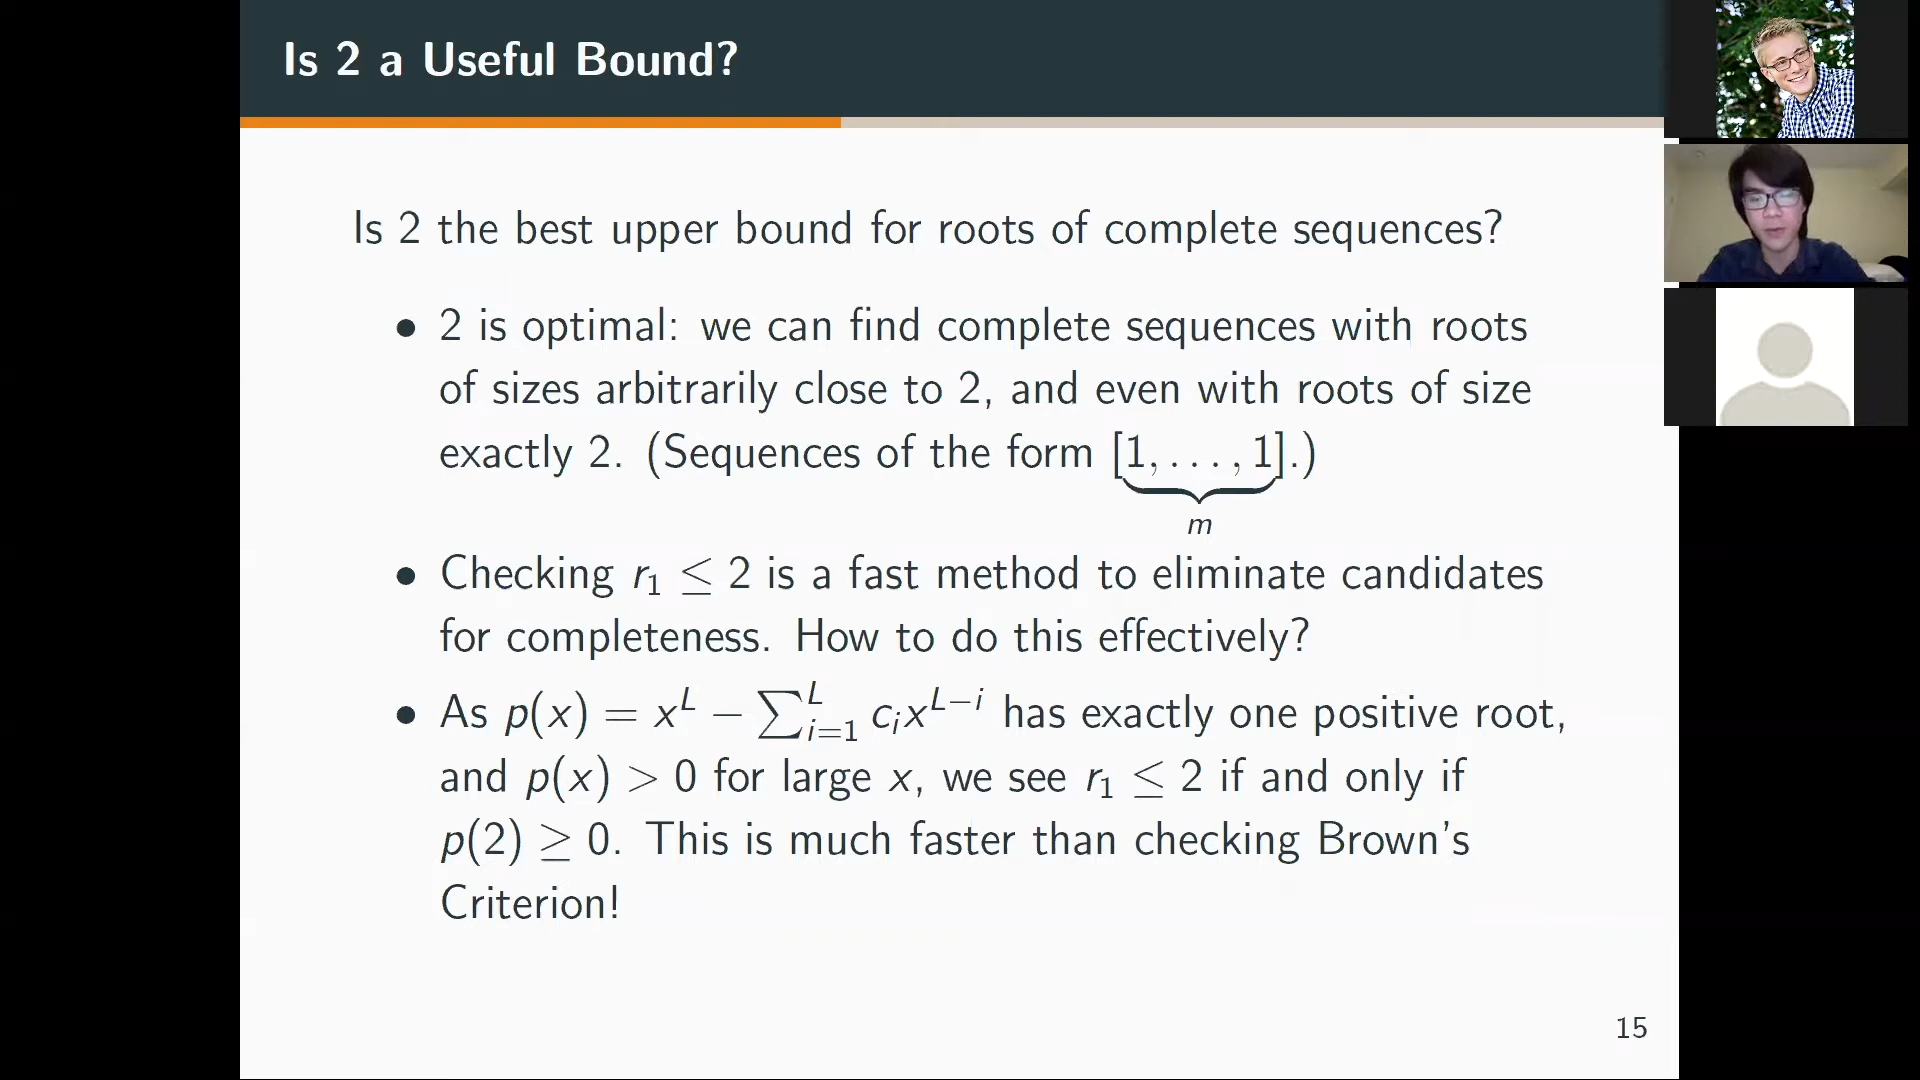 Is 2 a Useful Bound?
Is 2 the best upper bound for roots of complete sequences?
• 2 is optimal: we can find complete sequences with roots
of sizes arbitrarily close to 2, and even with roots of size
exactly 2. (Sequences of the form [1, . . . , 1].)
m
• Checking r₁ ≤ 2 is a fast method to eliminate candidates
for completeness. How to do this effectively?
• As p(x) = x^L − ∑_{i=1}^L c_i x^{L−i} has exactly one positive root,
and p(x) > 0 for large x, we see r₁ ≤ 2 if and only if
p(2) ≥ 0. This is much faster than checking Brown's
Criterion!
15